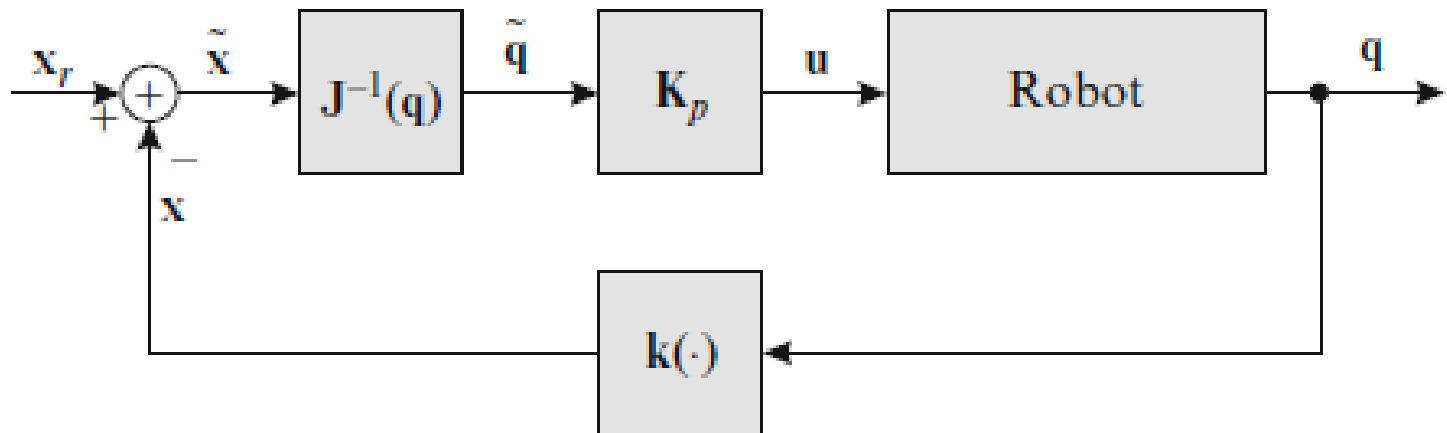 x_r x̃ J⁻¹(q) q̃ K_p u Robot q
+ + −
x
k(·)